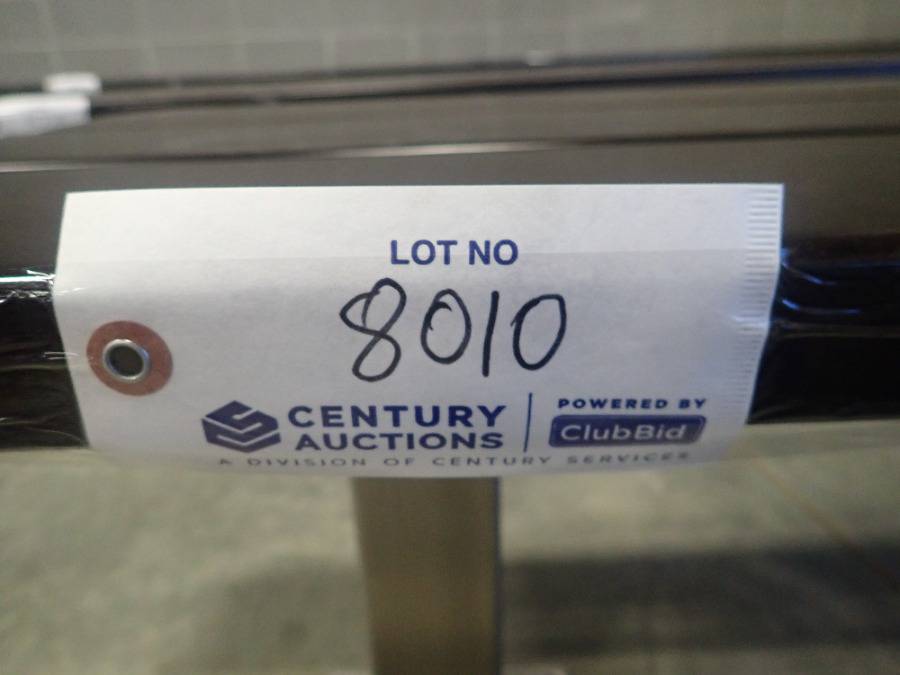 LOT NO
8010
CENTURY AUCTIONS
POWERED BY
ClubBid
A DIVISION OF CENTURY SERVICES